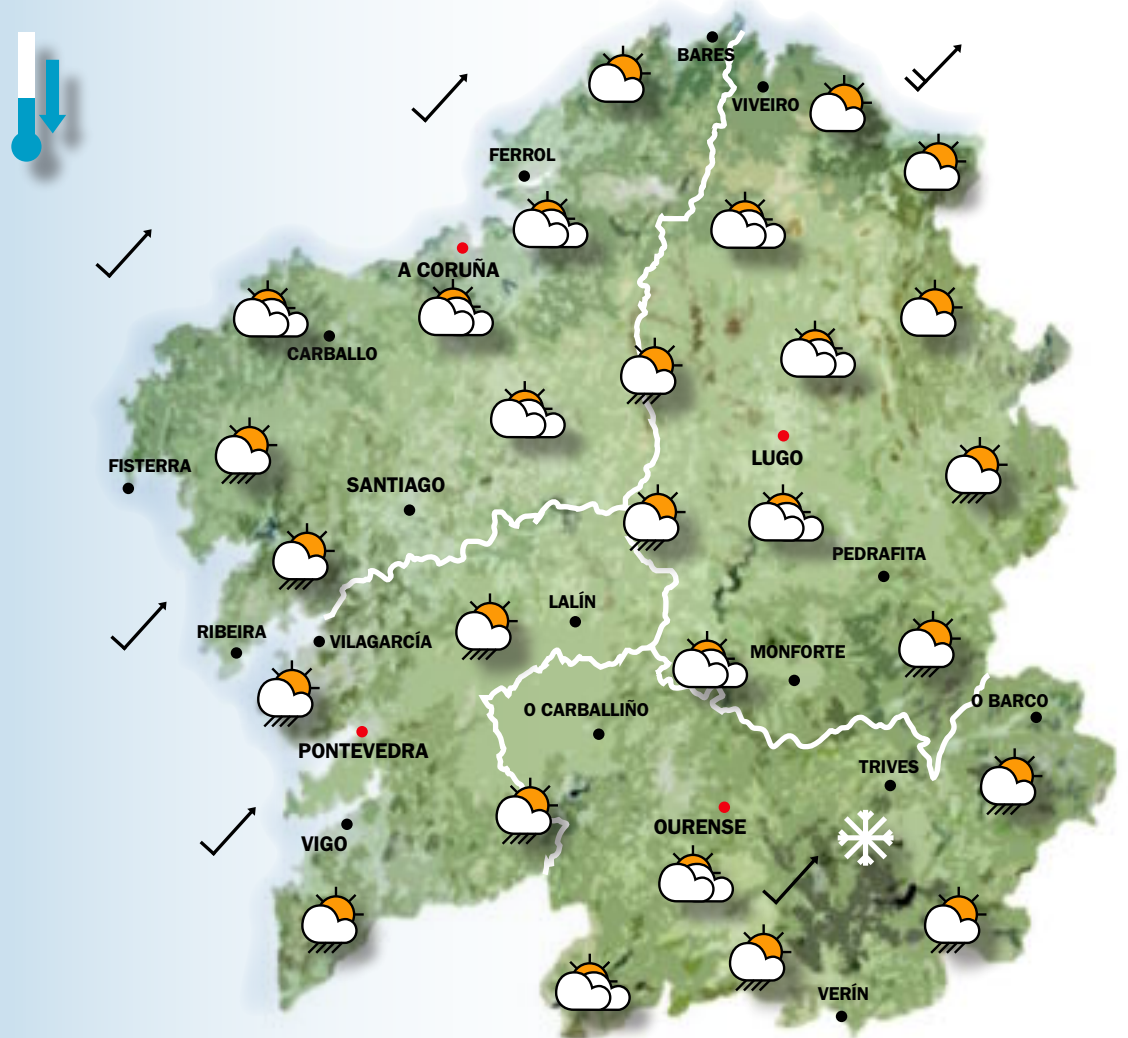 BARES
VIVEIRO
FERROL
A CORUÑA
CARBALLO
FISTERRA
SANTIAGO
LUGO
PEDRAFITA
LALÍN
RIBEIRA
VILAGARCÍA
MONFORTE
O BARCO
O CARBALLIÑO
PONTEVEDRA
TRIVES
OURENSE
VIGO
VERÍN